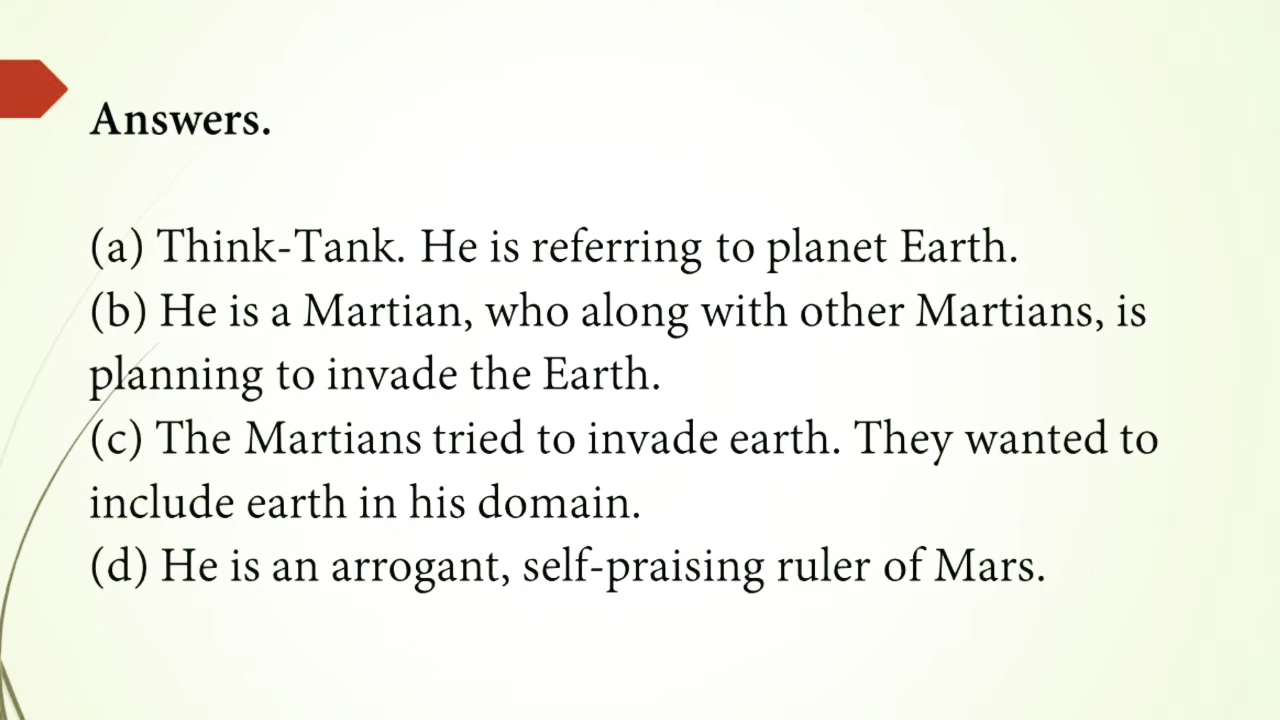 Answers.
(a) Think-Tank. He is referring to planet Earth.
(b) He is a Martian, who along with other Martians, is
planning to invade the Earth.
(c) The Martians tried to invade earth. They wanted to
include earth in his domain.
(d) He is an arrogant, self-praising ruler of Mars.